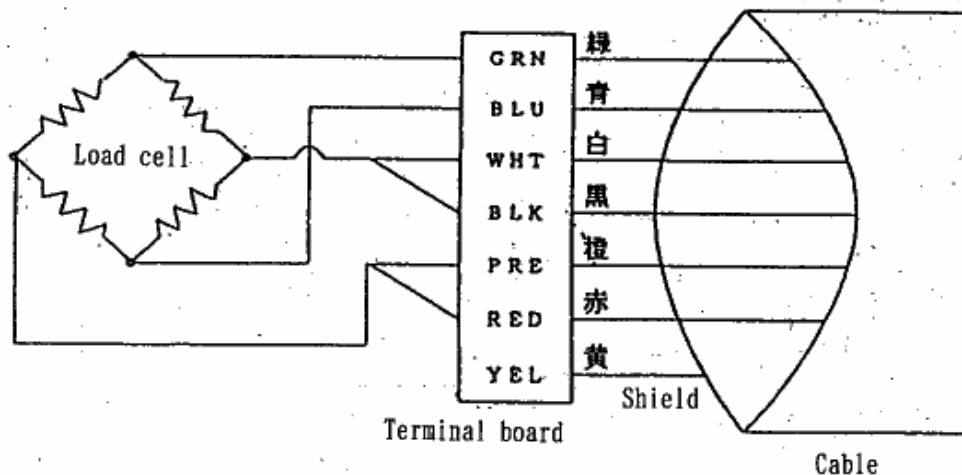 GRN 緑
BLU 青
Load cell
WHT 白
BLK 黒
PRE 橙
RED 赤
YEL 黄
Shield
Terminal board
Cable